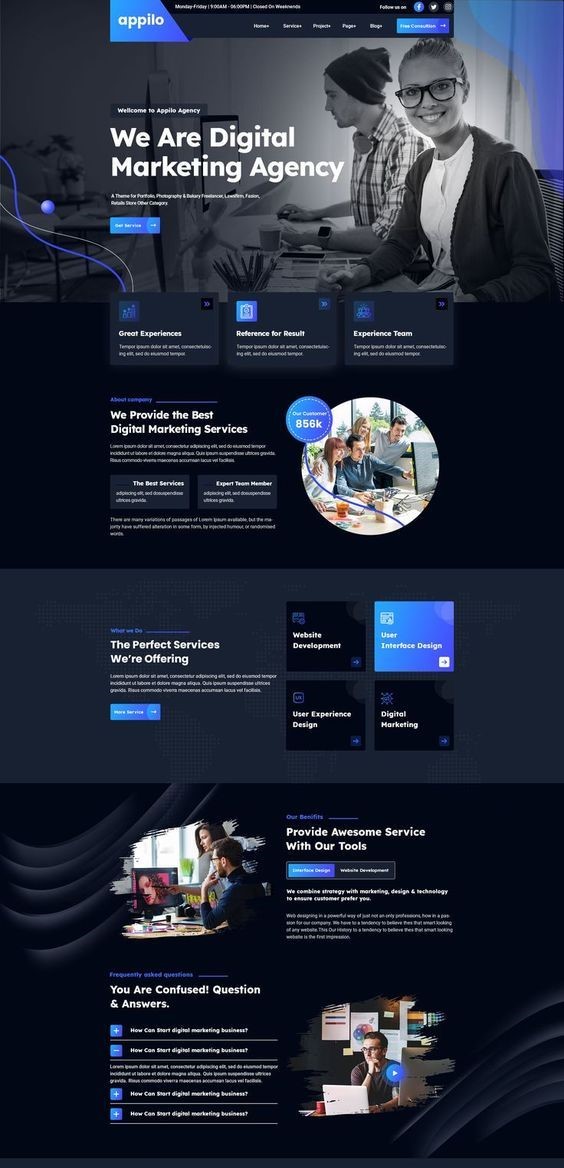 appilo
Monday-Friday | 9:00AM - 06:00PM | Closed On Weeknends
Follow us on
Home+ Service+ Project+ Page+ Blog+ Free Consultion
Wellcome to Appilo Agency
We Are Digital
Marketing Agency
A Theme for Portfolio, Photography & Bakary Freelancer, Lawsfirm, Fasion,
Retails Store Other Category.
Get Service
Great Experiences
Tempor ipsum dolor sit amet, consectetuisc-
ing elit, sed do eiusmod tempor.
Reference for Result
Tempor ipsum dolor sit amet, consectetuisc-
ing elit, sed do eiusmod tempor.
Experience Team
Tempor ipsum dolor sit amet, consectetuisc-
ing elit, sed do eiusmod tempor.
About company
We Provide the Best
Digital Marketing Services
Lorem ipsum dolor sit amet, consectetur adipiscing elit, sed do eiusmod tempor
incididunt ut labore et dolore magna aliqua. Quis ipsum suspendisse ultrices gravida.
Risus commodo viverra maecenas accumsan lacus vel facilisis.
The Best Services
adipiscing elit, sed dosuspendisse
ultrices gravida.
Expert Team Member
adipiscing elit, sed dosuspendisse
ultrices gravida.
There are many variations of passages of Lorem Ipsum available, but the ma-
jority have suffered alteration in some form, by injected humour, or randomised
words.
Our Customer
856k
What we Do
The Perfect Services
We're Offering
Lorem ipsum dolor sit amet, consectetur adipiscing elit, sed do eiusmod tempor
incididunt ut labore et dolore magna aliqua. Quis ipsum suspendisse ultrices
gravida. Risus commodo viverra maecenas accumsan lacus vel facilisis.
More Service
Website
Development
User
Interface Design
UX
User Experience
Design
Digital
Marketing
Our Benifits
Provide Awesome Service
With Our Tools
Interface Design
Website Development
We combine strategy with marketing, design & technology
to ensure customer prefer you.
Web designing in a powerful way of just not an only professions, how in a pas-
sion for our company. We have to a tendency to believe thes that smart looking
of any website.This Our History to a tendency to believe thes that smart looking
website is the first impression.
Frequently asked questions
You Are Confused! Question
& Answers.
How Can Start digital marketing business?
How Can Start digital marketing business?
Lorem ipsum dolor sit amet, consectetur adipiscing elit, sed do eiusmod tempor
incididunt ut labore et dolore magna aliqua. Quis ipsum suspendisse ultrices
gravida. Risus commodo viverra maecenas accumsan lacus vel facilisis.
How Can Start digital marketing business?
How Can Start digital marketing business?